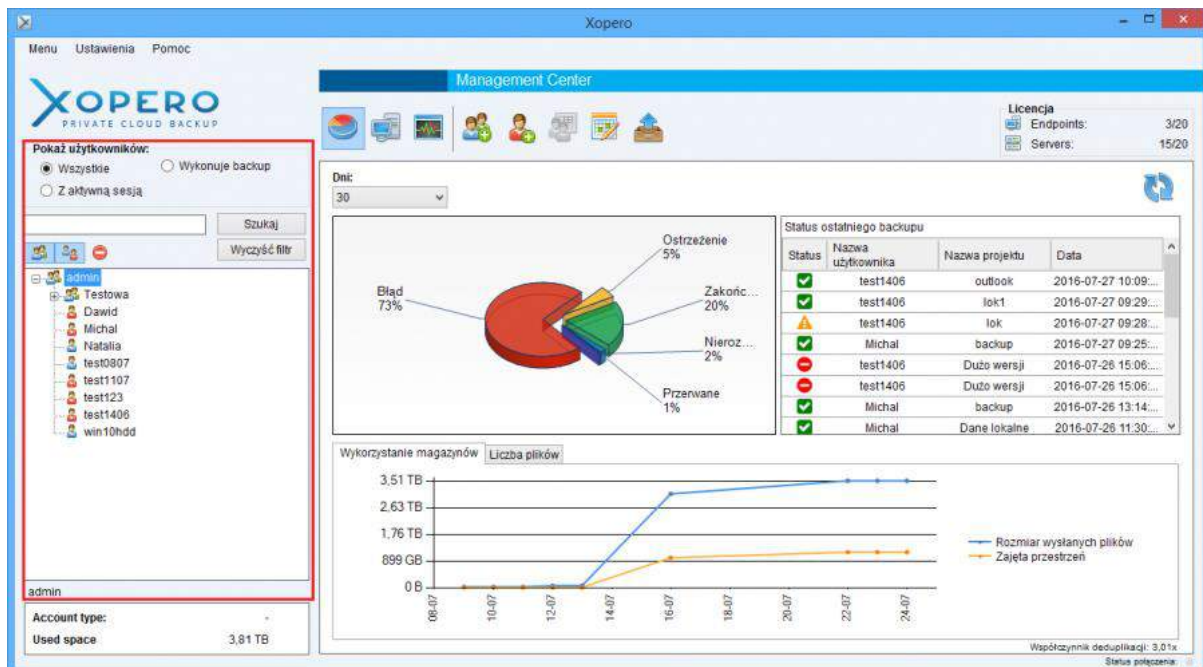 Xopero
Menu Ustawienia Pomoc
XOPERO
PRIVATE CLOUD BACKUP
Management Center
Licencja
Endpoints: 3/20
Servers: 15/20
Pokaż użytkowników:
Wszystkie Wykonuje backup
Z aktywną sesją
Szukaj
Wyczyść filtr
admin
Testowa
Dawid
Michal
Natalia
test0807
test1107
test123
test1406
win10hdd
admin
Account type: -
Used space 3,81 TB
Dni:
30
Ostrzeżenie
5%
Błąd
73%
Zakońc...
20%
Nieroz...
2%
Przerwane
1%
Status ostatniego backupu
Status Nazwa użytkownika Nazwa projektu Data
test1406 outlook 2016-07-27 10:09:...
test1406 lok1 2016-07-27 09:29:...
test1406 lok 2016-07-27 09:28:...
Michal backup 2016-07-27 09:25:...
test1406 Dużo wersji 2016-07-26 15:06:...
test1406 Dużo wersji 2016-07-26 15:06:...
Michal backup 2016-07-26 13:14:...
Michal Dane lokalne 2016-07-26 11:30:...
Wykorzystanie magazynów Liczba plików
3,51 TB
2,63 TB
1,76 TB
899 GB
0 B
08-07 10-07 12-07 14-07 16-07 18-07 20-07 22-07 24-07
Rozmiar wysłanych plików
Zajęta przestrzeń
Współczynnik deduplikacji: 3,01x
Status połączenia: